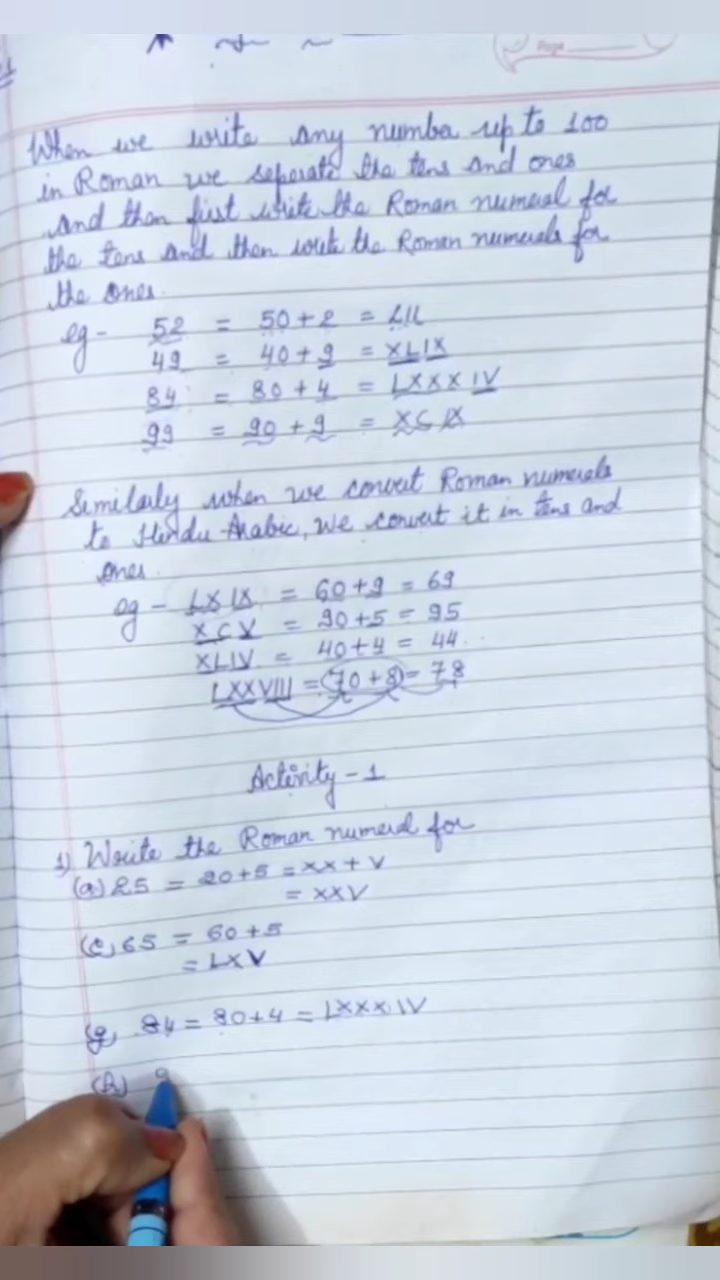 Page
When we write any number up to 100
in Roman we separate the tens and ones
and then first write the Roman numeral for
the tens and then write the Roman numerals for
the ones.
eg - 52 = 50 + 2 = LII
49 = 40 + 9 = XLIX
84 = 80 + 4 = LXXXIV
99 = 90 + 9 = XCIX
Similarly when we convert Roman numerals
to Hindu-Arabic, we convert it in tens and
ones.
eg - LXIX = 60+9 = 69
XCV = 90+5 = 95
XLIV = 40+4 = 44
LXXVIII = 70+8 = 78
Activity - 1
1) Write the Roman numeral for
(a) 25 = 20+5 = XX + V
= XXV
(c) 65 = 60+5
= LXV
(g) 84 = 80+4 = LXXXIV
(h) 9